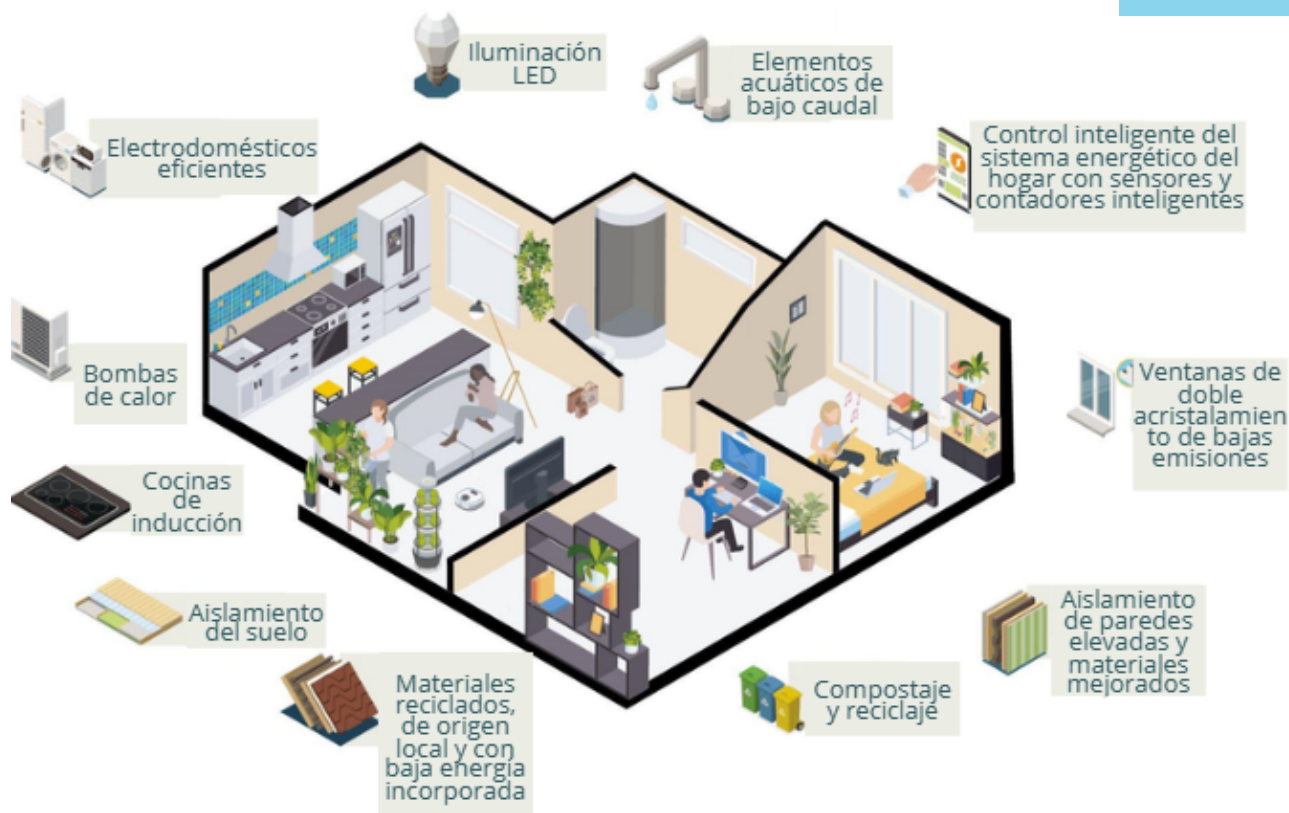 Iluminación
LED
Elementos
acuáticos de
bajo caudal
Control inteligente del
sistema energético del
hogar con sensores y
contadores inteligentes
Electrodomésticos
eficientes
Bombas
de calor
Ventanas de
doble
acristalamien
to de bajas
emisiones
Cocinas
de
inducción
Aislamiento
del suelo
Aislamiento
de paredes
elevadas y
materiales
mejorados
Materiales
reciclados,
de origen
local y con
baja energía
incorporada
Compostaje
y reciclaje